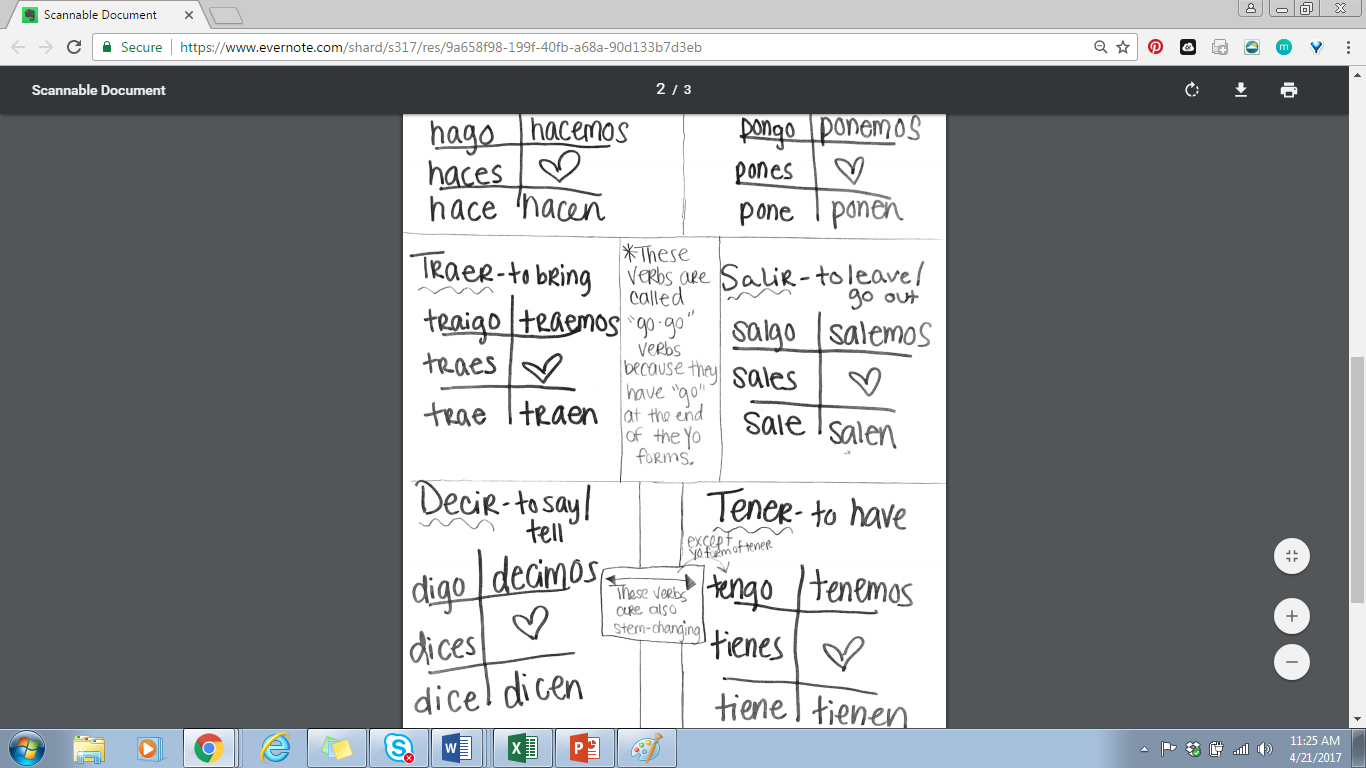 Scannable Document
Secure
https://www.evernote.com/shard/s317/res/9a658f98-199f-40fb-a68a-90d133b7d3eb
Scannable Document
2 / 3
hago hacemos
haces
hace hacen
pongo ponemos
pones
pone ponen
TRAER - to bRing
traigo traemos
traes
trae traen
*These
verbs are
called
"go-go"
verbs
because they
have "go"
at the end
of the Yo
forms.
SaliR - to leave/
go out
salgo salemos
sales
sale salen
DeciR - to say/
tell
digo decimos
dices
dice dicen
These verbs
are also
stem-changing
TeneR - to have
except
yo form of tener
tengo tenemos
tienes
tiene tienen
11:25 AM
4/21/2017